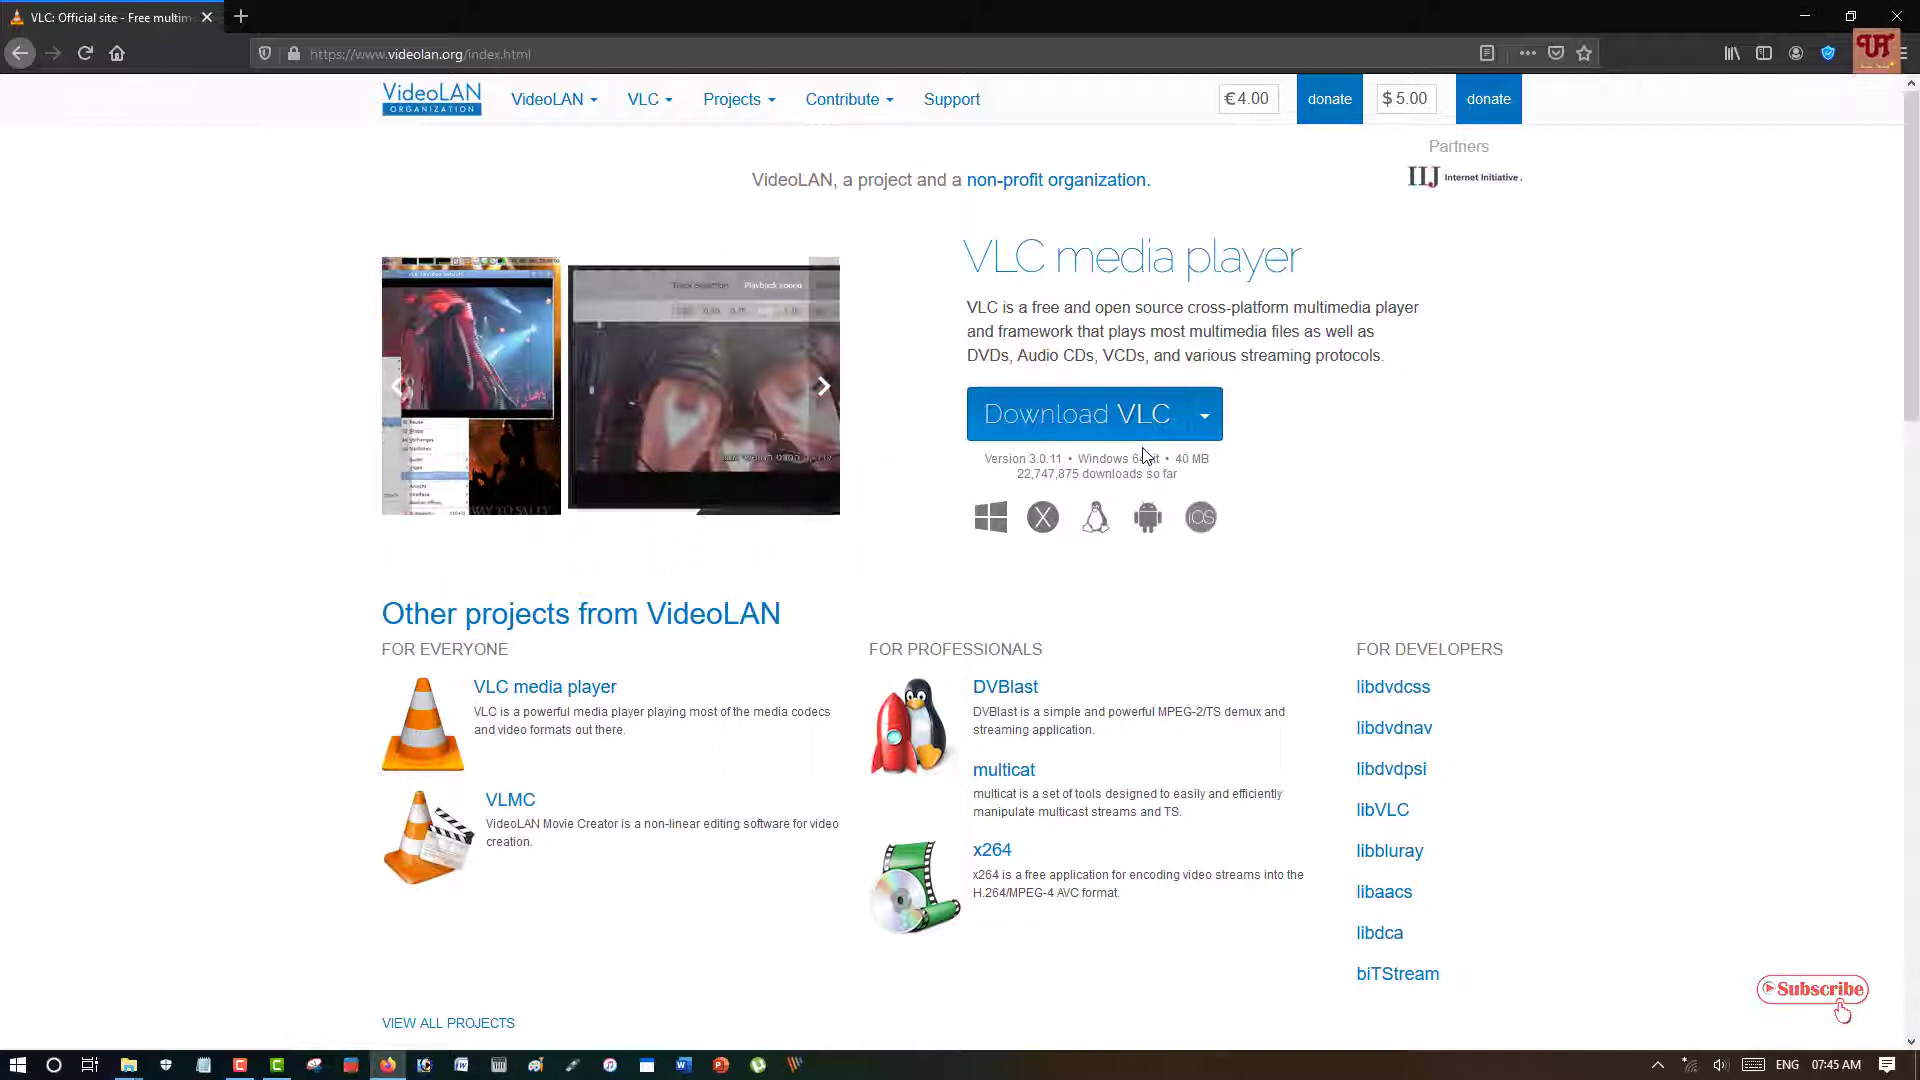 VLC: Official site - Free multim
https://www.videolan.org/index.html
VideoLAN
ORGANIZATION
VideoLAN
VLC
Projects
Contribute
Support
€ 4.00
donate
$ 5.00
donate
Partners
IIJ Internet Initiative.
VideoLAN, a project and a non-profit organization.
Track selection Playback speed
VLC media player
VLC is a free and open source cross-platform multimedia player
and framework that plays most multimedia files as well as
DVDs, Audio CDs, VCDs, and various streaming protocols.
Download VLC
Version 3.0.11 • Windows 64bit • 40 MB
22,747,875 downloads so far
iOS
Other projects from VideoLAN
FOR EVERYONE
VLC media player
VLC is a powerful media player playing most of the media codecs
and video formats out there.
VLMC
VideoLAN Movie Creator is a non-linear editing software for video
creation.
FOR PROFESSIONALS
DVBlast
DVBlast is a simple and powerful MPEG-2/TS demux and
streaming application.
multicat
multicat is a set of tools designed to easily and efficiently
manipulate multicast streams and TS.
x264
x264 is a free application for encoding video streams into the
H.264/MPEG-4 AVC format.
FOR DEVELOPERS
libdvdcss
libdvdnav
libdvdpsi
libVLC
libbluray
libaacs
libdca
biTStream
VIEW ALL PROJECTS
Subscribe
ENG
07:45 AM